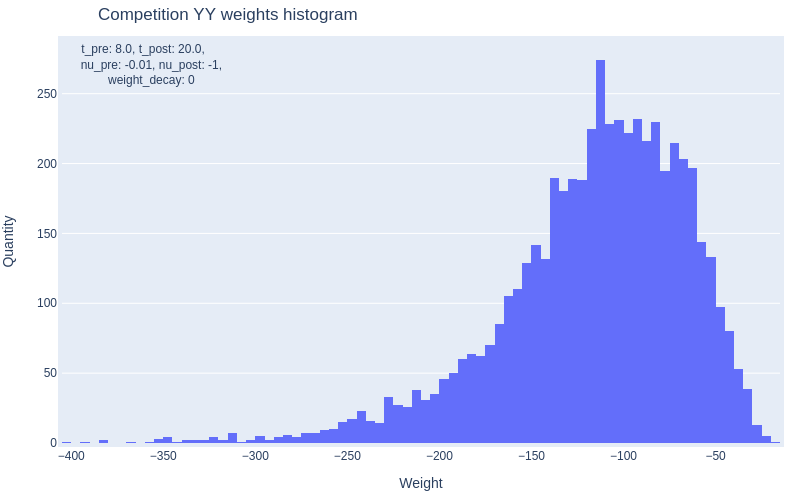 Competition YY weights histogram
t_pre: 8.0, t_post: 20.0,
nu_pre: -0.01, nu_post: -1,
weight_decay: 0
250
200
150
100
50
0
Quantity
−400 −350 −300 −250 −200 −150 −100 −50
Weight